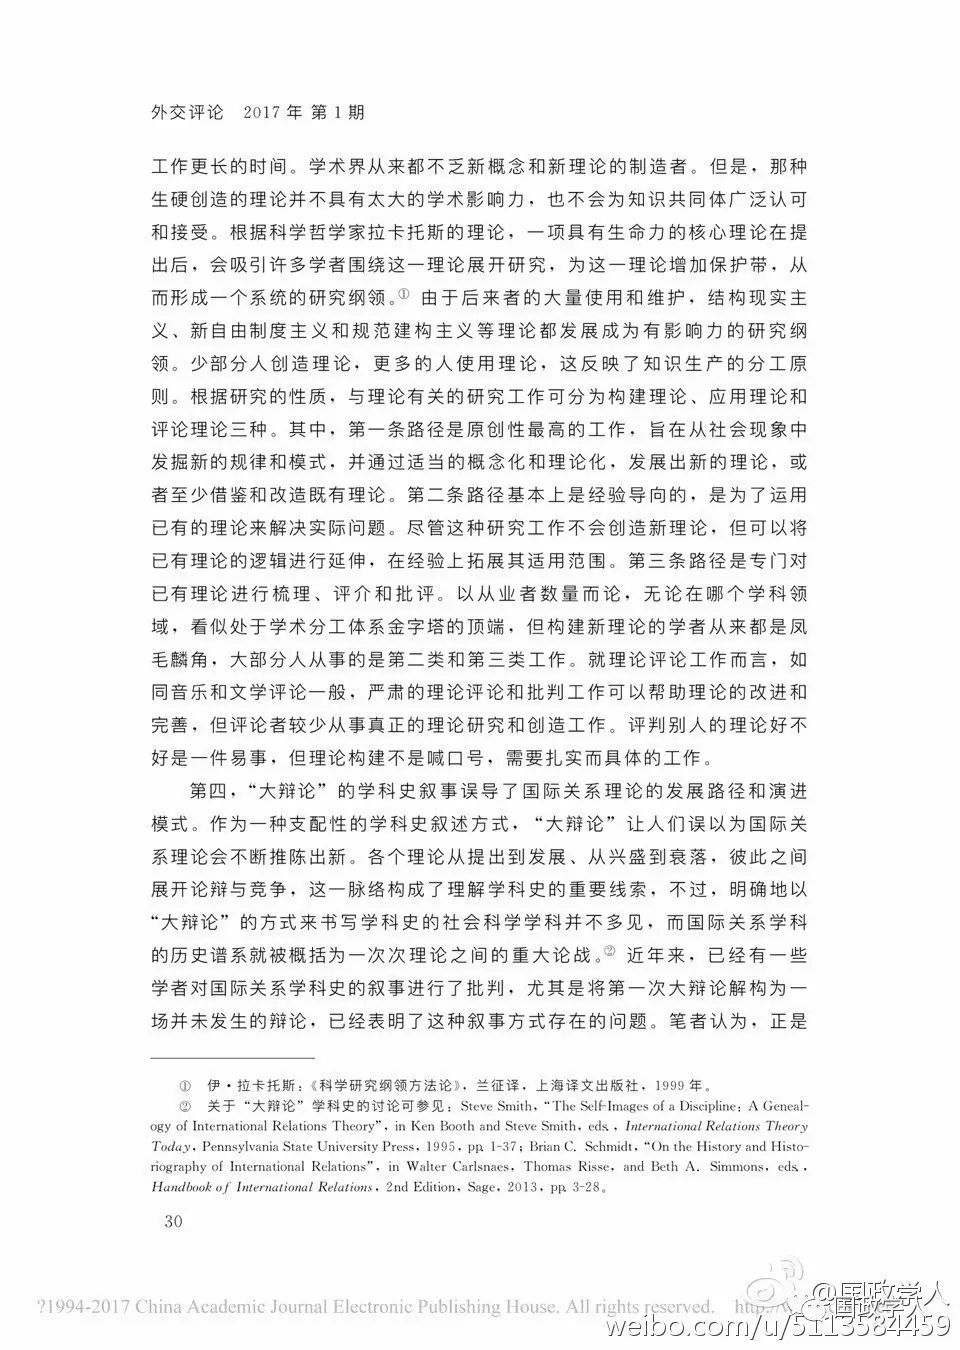 外交评论 2017 年 第 1 期
工作更长的时间。学术界从来都不乏新概念和新理论的制造者。但是，那种
生硬创造的理论并不具有太大的学术影响力，也不会为知识共同体广泛认可
和接受。根据科学哲学家拉卡托斯的理论，一项具有生命力的核心理论在提
出后，会吸引许多学者围绕这一理论展开研究，为这一理论增加保护带，从
而形成一个系统的研究纲领。① 由于后来者的大量使用和维护，结构现实主
义、新自由制度主义和规范建构主义等理论都发展成为有影响力的研究纲
领。少部分人创造理论，更多的人使用理论，这反映了知识生产的分工原
则。根据研究的性质，与理论有关的研究工作可分为构建理论、应用理论和
评论理论三种。其中，第一条路径是原创性最高的工作，旨在从社会现象中
发掘新的规律和模式，并通过适当的概念化和理论化，发展出新的理论，或
者至少借鉴和改造既有理论。第二条路径基本上是经验导向的，是为了运用
已有的理论来解决实际问题。尽管这种研究工作不会创造新理论，但可以将
已有理论的逻辑进行延伸，在经验上拓展其适用范围。第三条路径是专门对
已有理论进行梳理、评介和批评。以从业者数量而论，无论在哪个学科领
域，看似处于学术分工体系金字塔的顶端，但构建新理论的学者从来都是凤
毛麟角，大部分人从事的是第二类和第三类工作。就理论评论工作而言，如
同音乐和文学评论一般，严肃的理论评论和批判工作可以帮助理论的改进和
完善，但评论者较少从事真正的理论研究和创造工作。评判别人的理论好不
好是一件易事，但理论构建不是喊口号，需要扎实而具体的工作。
第四，“大辩论”的学科史叙事误导了国际关系理论的发展路径和演进
模式。作为一种支配性的学科史叙述方式，“大辩论”让人们误以为国际关
系理论会不断推陈出新。各个理论从提出到发展、从兴盛到衰落，彼此之间
展开论辩与竞争，这一脉络构成了理解学科史的重要线索，不过，明确地以
“大辩论”的方式来书写学科史的社会科学学科并不多见，而国际关系学科
的历史谱系就被概括为一次次理论之间的重大论战。② 近年来，已经有一些
学者对国际关系学科史的叙事进行了批判，尤其是将第一次大辩论解构为一
场并未发生的辩论，已经表明了这种叙事方式存在的问题。笔者认为，正是
① 伊·拉卡托斯：《科学研究纲领方法论》，兰征译，上海译文出版社，1999 年。
② 关于“大辩论”学科史的讨论可参见：Steve Smith, “The Self-Images of a Discipline: A Geneal-
ogy of International Relations Theory”, in Ken Booth and Steve Smith, eds., International Relations Theory
Today, Pennsylvania State University Press, 1995, pp. 1-37; Brian C. Schmidt, “On the History and Histo-
riography of International Relations”, in Walter Carlsnaes, Thomas Risse, and Beth A. Simmons, eds.,
Handbook of International Relations, 2nd Edition, Sage, 2013, pp. 3-28。
30
@国政学人
?1994-2017 China Academic Journal Electronic Publishing House. All rights reserved.
国政学人
weibo.com/u/5113584459